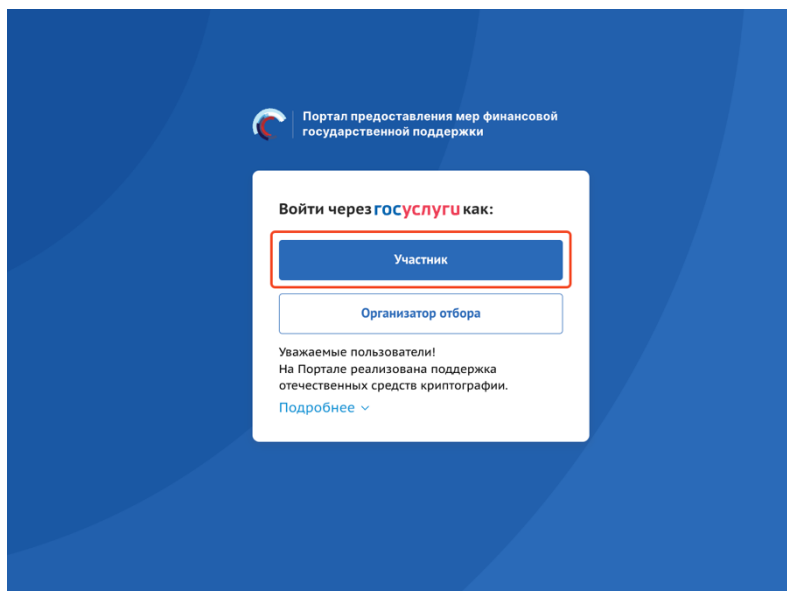 Портал предоставления мер финансовой
государственной поддержки
Войти через госуслуги как:
Участник
Организатор отбора
Уважаемые пользователи!
На Портале реализована поддержка
отечественных средств криптографии.
Подробнее